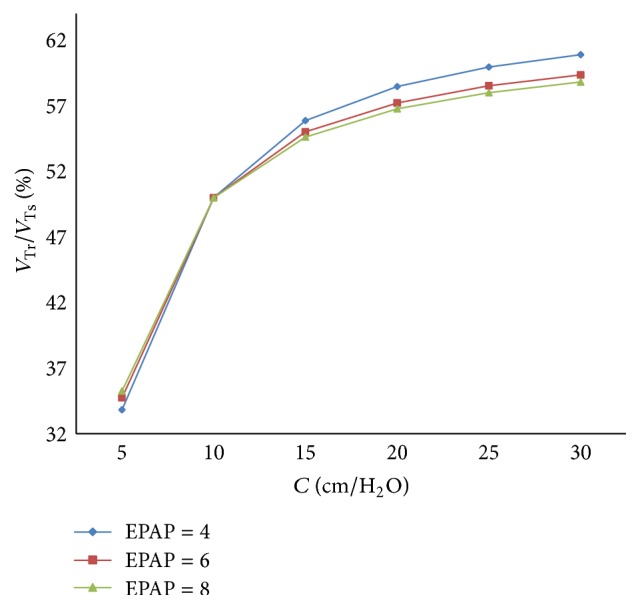 62
57
52
47
42
37
32
V_Tr/V_Ts (%)
5 10 15 20 25 30
C (cm/H₂O)
EPAP = 4
EPAP = 6
EPAP = 8